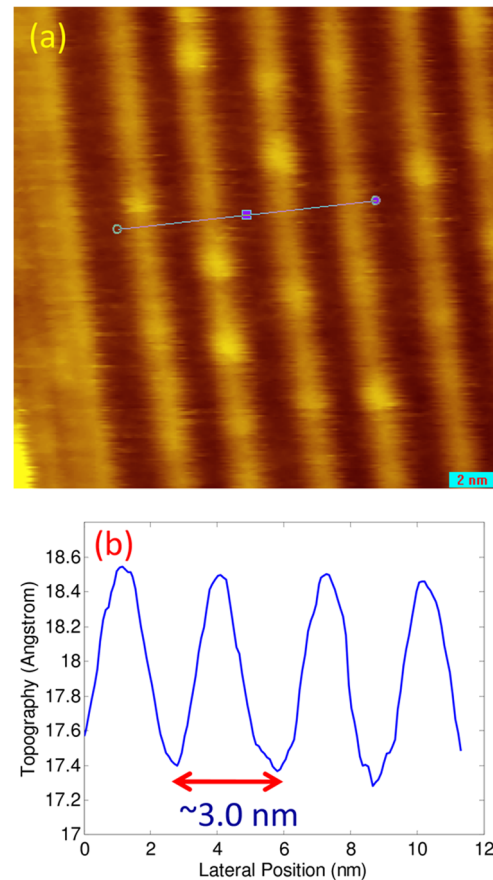 (a)
2 nm
(b)
18.6
18.4
18.2
18
17.8
17.6
17.4
17.2
17
Topography (Angstrom)
~3.0 nm
0 2 4 6 8 10 12
Lateral Position (nm)